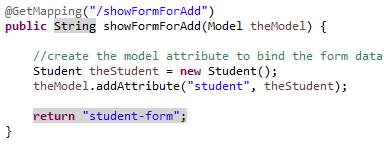 @GetMapping("/showFormForAdd")
public String showFormForAdd(Model theModel) {
//create the model attribute to bind the form data
Student theStudent = new Student();
theModel.addAttribute("student", theStudent);
return "student-form";
}